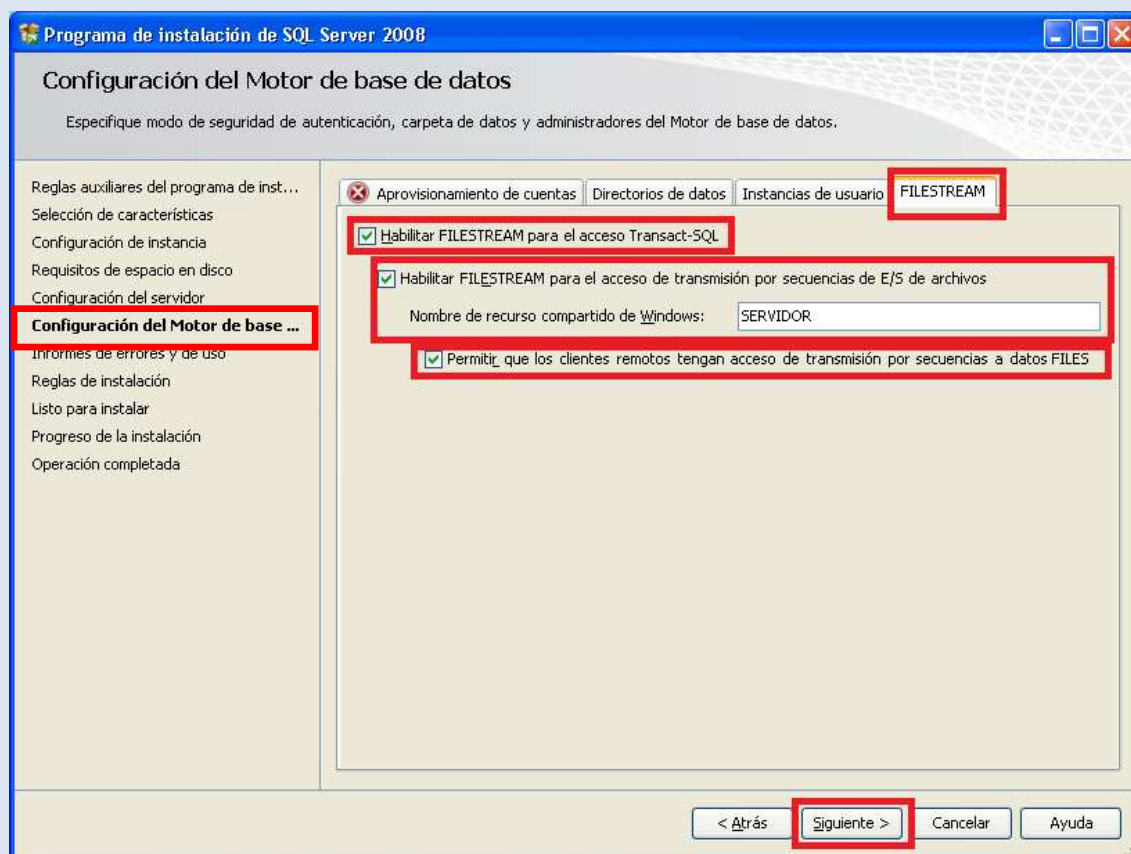 Programa de instalación de SQL Server 2008
Configuración del Motor de base de datos
Especifique modo de seguridad de autenticación, carpeta de datos y administradores del Motor de base de datos.
Reglas auxiliares del programa de inst...
Selección de características
Configuración de instancia
Requisitos de espacio en disco
Configuración del servidor
Configuración del Motor de base ...
Informes de errores y de uso
Reglas de instalación
Listo para instalar
Progreso de la instalación
Operación completada
Aprovisionamiento de cuentas Directorios de datos Instancias de usuario FILESTREAM
Habilitar FILESTREAM para el acceso Transact-SQL
Habilitar FILESTREAM para el acceso de transmisión por secuencias de E/S de archivos
Nombre de recurso compartido de Windows: SERVIDOR
Permitir que los clientes remotos tengan acceso de transmisión por secuencias a datos FILES
< Atrás Siguiente > Cancelar Ayuda